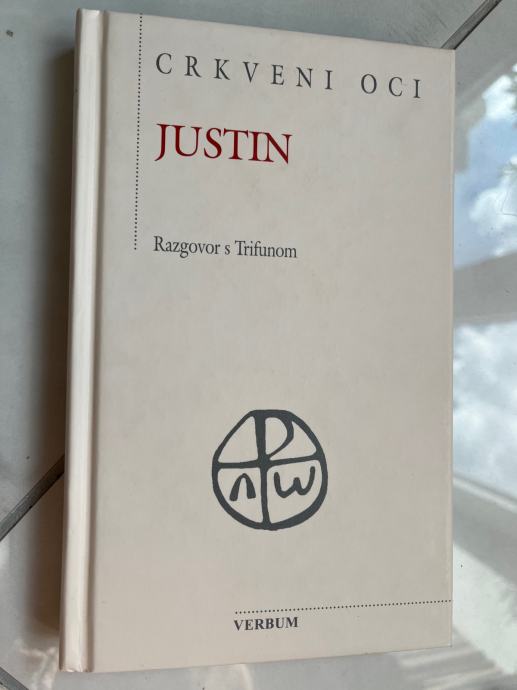 CRKVENI OCI
JUSTIN
Razgovor s Trifunom
VERBUM